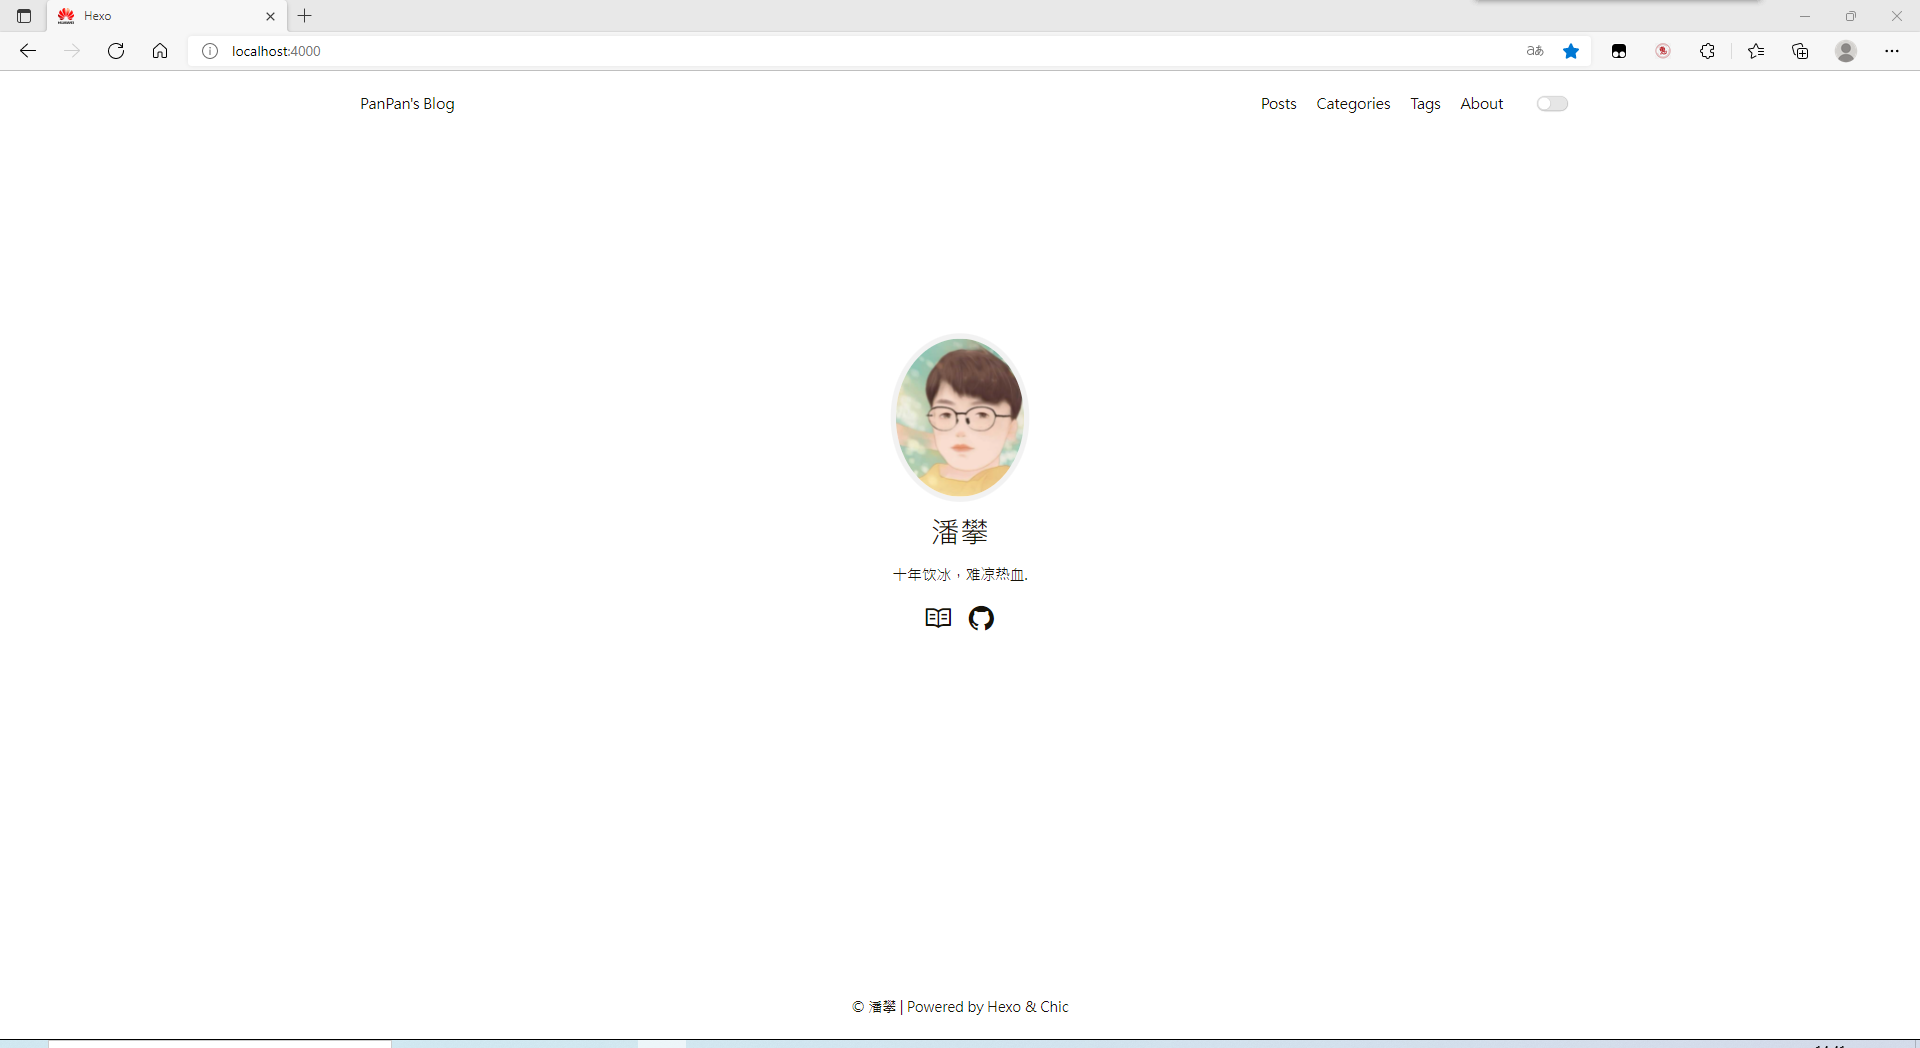 Hexo
localhost:4000
PanPan's Blog
Posts Categories Tags About
潘攀
十年饮冰，难凉热血.
© 潘攀 | Powered by Hexo & Chic